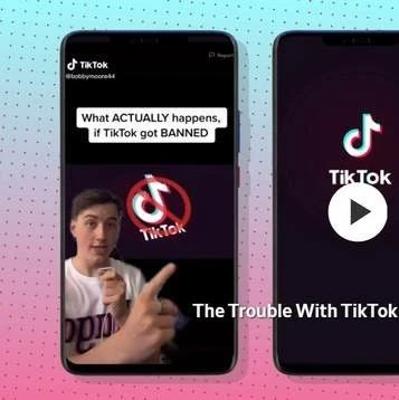 TikTok
@bobbymoore44
Report
What ACTUALLY happens,
if TikTok got BANNED
TikTok
TikTok
The Trouble With TikTok